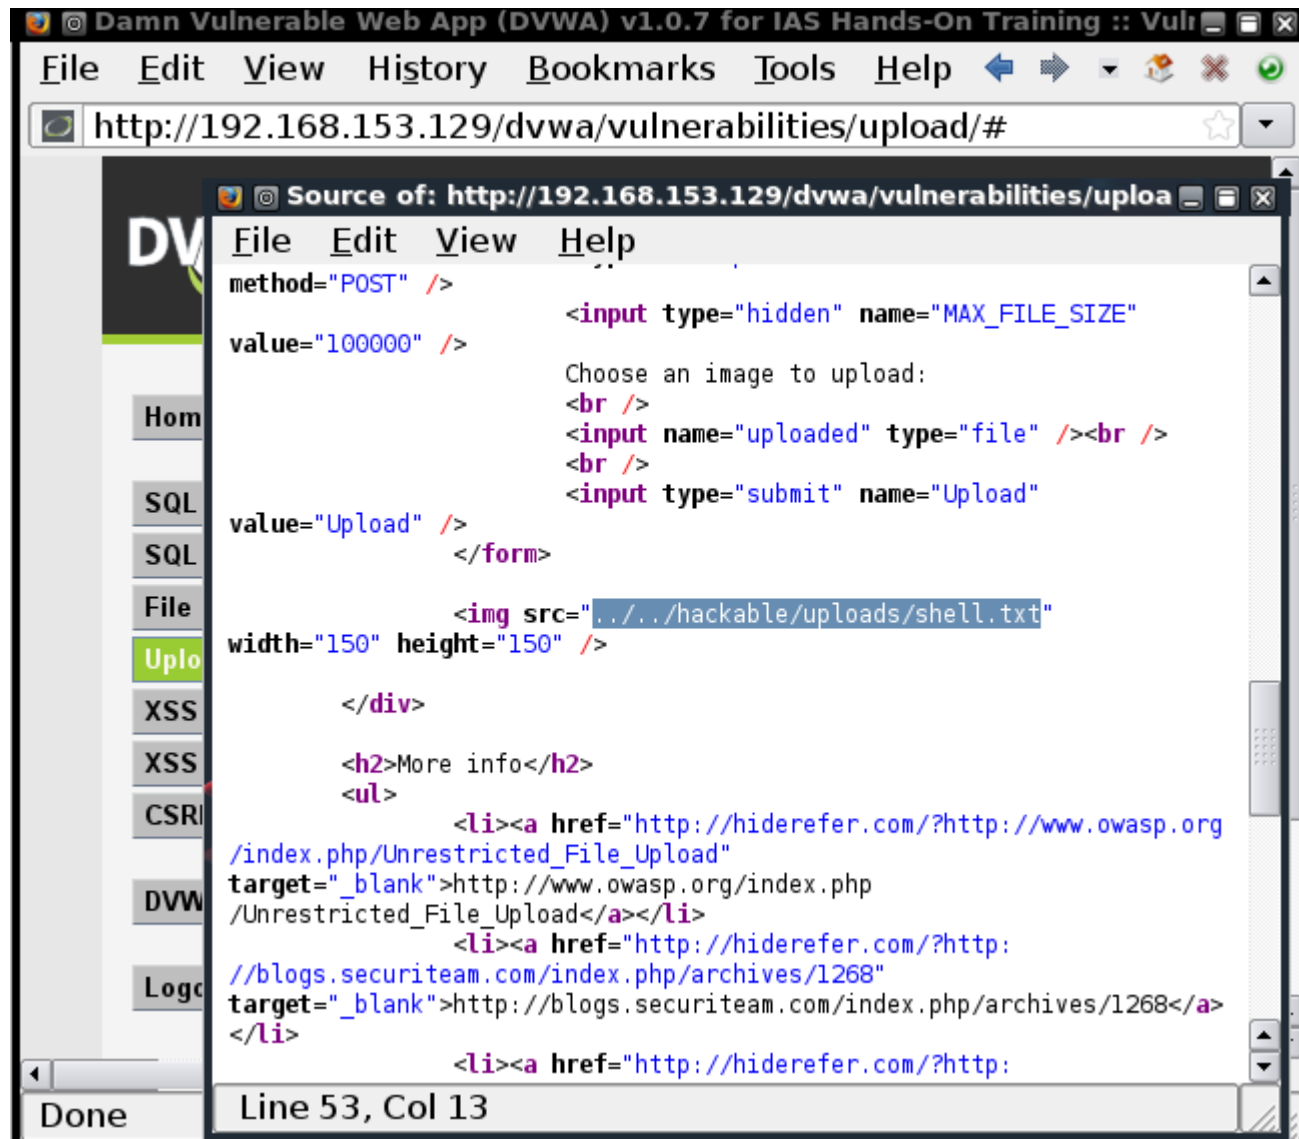 Damn Vulnerable Web App (DVWA) v1.0.7 for IAS Hands-On Training :: Vuln
File Edit View History Bookmarks Tools Help
http://192.168.153.129/dvwa/vulnerabilities/upload/#
Source of: http://192.168.153.129/dvwa/vulnerabilities/uploa
File Edit View Help
method="POST" />
<input type="hidden" name="MAX_FILE_SIZE"
value="100000" />
Choose an image to upload:
<br />
<input name="uploaded" type="file" /><br />
<br />
<input type="submit" name="Upload"
value="Upload" />
</form>
<img src="../../hackable/uploads/shell.txt"
width="150" height="150" />
</div>
<h2>More info</h2>
<ul>
<li><a href="http://hiderefer.com/?http://www.owasp.org
/index.php/Unrestricted_File_Upload"
target="_blank">http://www.owasp.org/index.php
/Unrestricted_File_Upload</a></li>
<li><a href="http://hiderefer.com/?http:
//blogs.securiteam.com/index.php/archives/1268"
target="_blank">http://blogs.securiteam.com/index.php/archives/1268</a>
</li>
<li><a href="http://hiderefer.com/?http:
Line 53, Col 13
DV
Hom
SQL
SQL
File
Uplo
XSS
XSS
CSR
DVW
Logo
Done